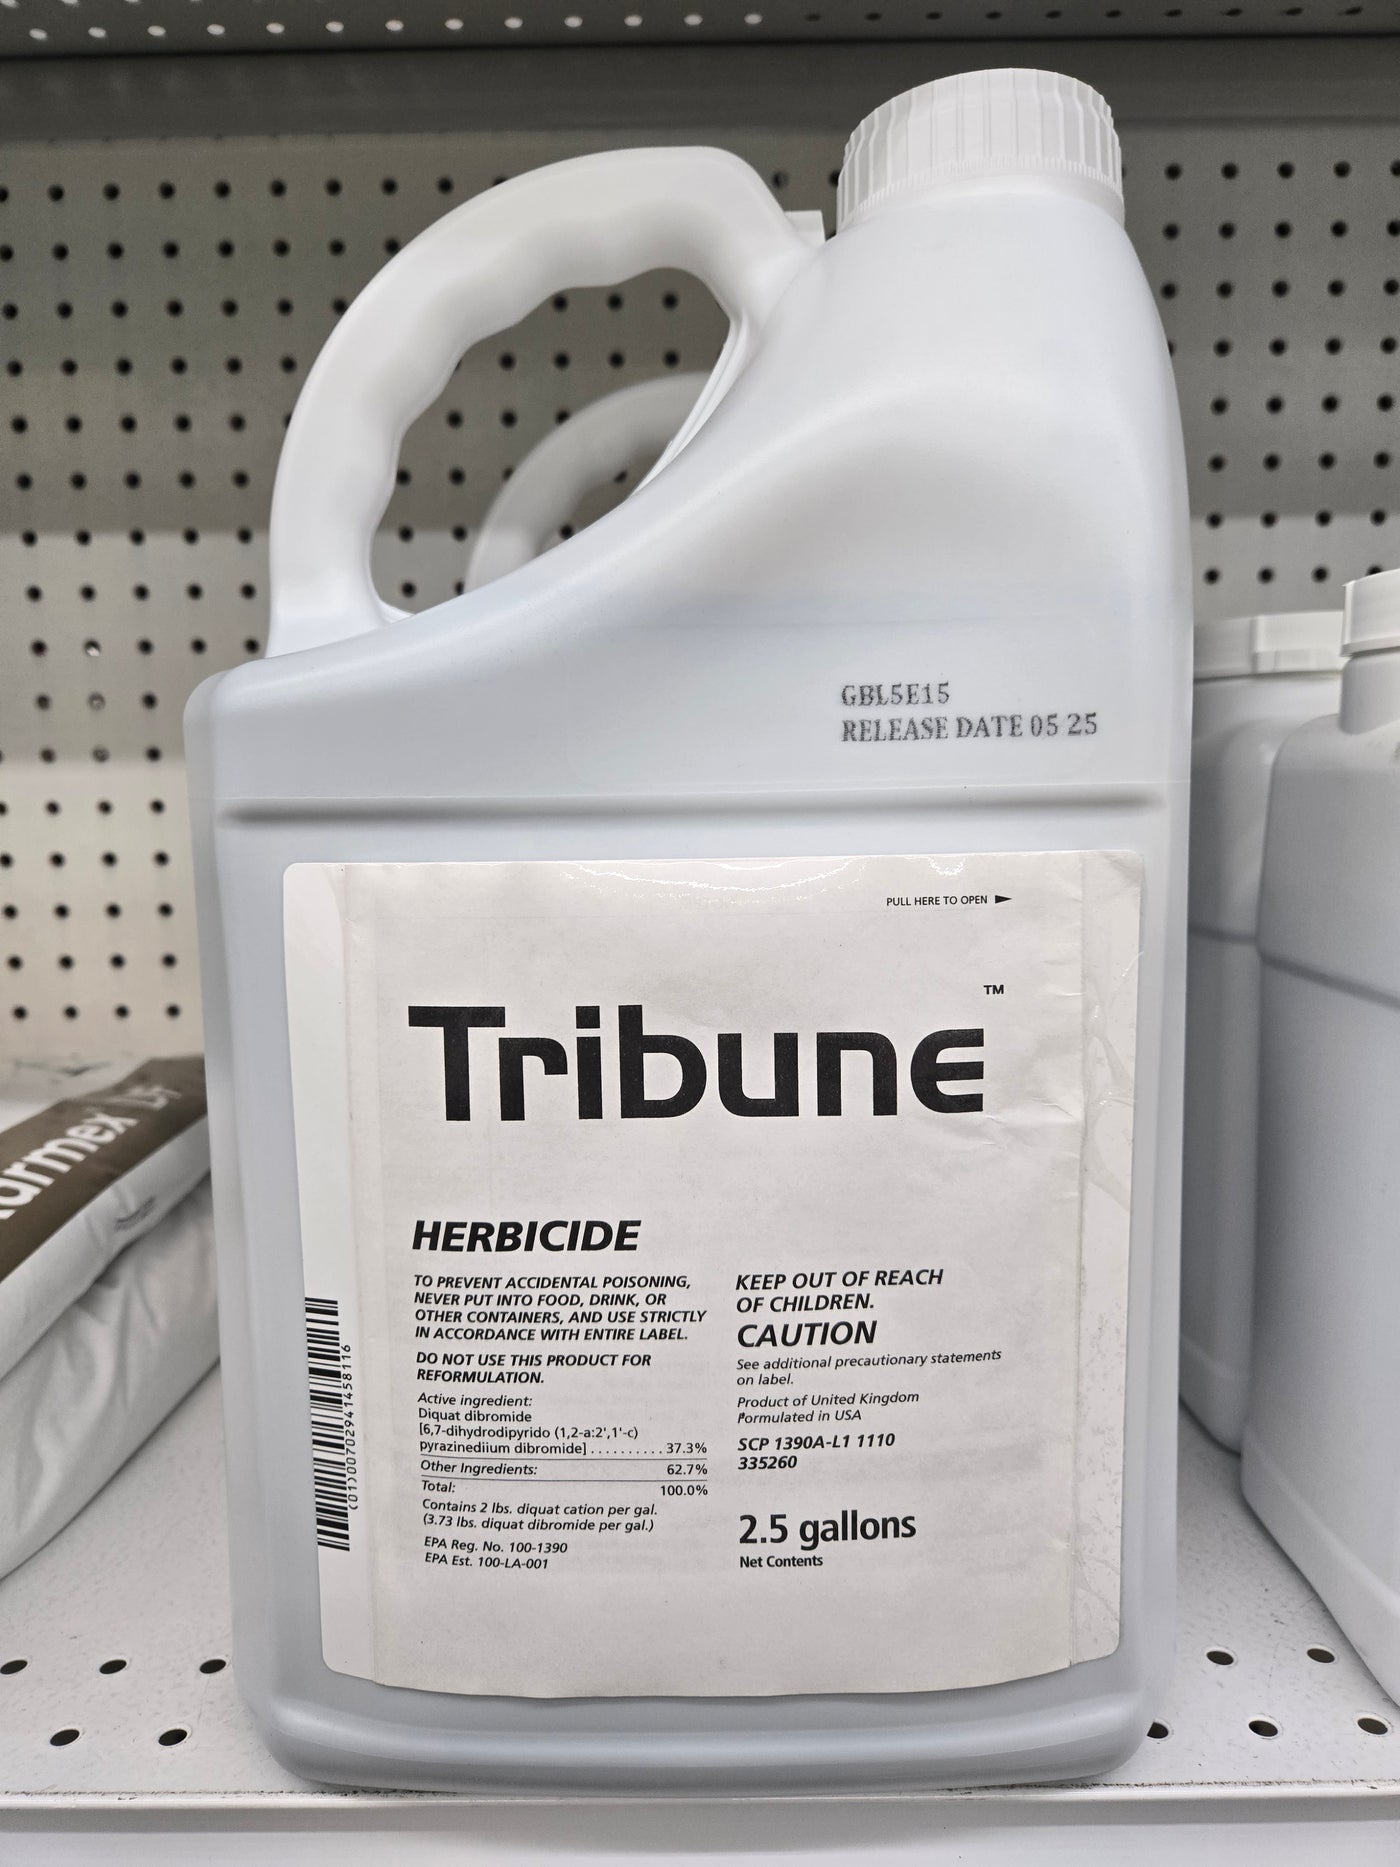 GBL5E15
RELEASE DATE 05 25
PULL HERE TO OPEN
Tribune™
HERBICIDE
TO PREVENT ACCIDENTAL POISONING,
NEVER PUT INTO FOOD, DRINK, OR
OTHER CONTAINERS, AND USE STRICTLY
IN ACCORDANCE WITH ENTIRE LABEL.
DO NOT USE THIS PRODUCT FOR
REFORMULATION.
Active ingredient:
Diquat dibromide
[6,7-dihydrodipyrido (1,2-a:2',1'-c)
pyrazinediium dibromide] .......... 37.3%
Other Ingredients: 62.7%
Total: 100.0%
Contains 2 lbs. diquat cation per gal.
(3.73 lbs. diquat dibromide per gal.)
EPA Reg. No. 100-1390
EPA Est. 100-LA-001
KEEP OUT OF REACH
OF CHILDREN.
CAUTION
See additional precautionary statements
on label.
Product of United Kingdom
Formulated in USA
SCP 1390A-L1 1110
335260
2.5 gallons
Net Contents
(01)00702941458116